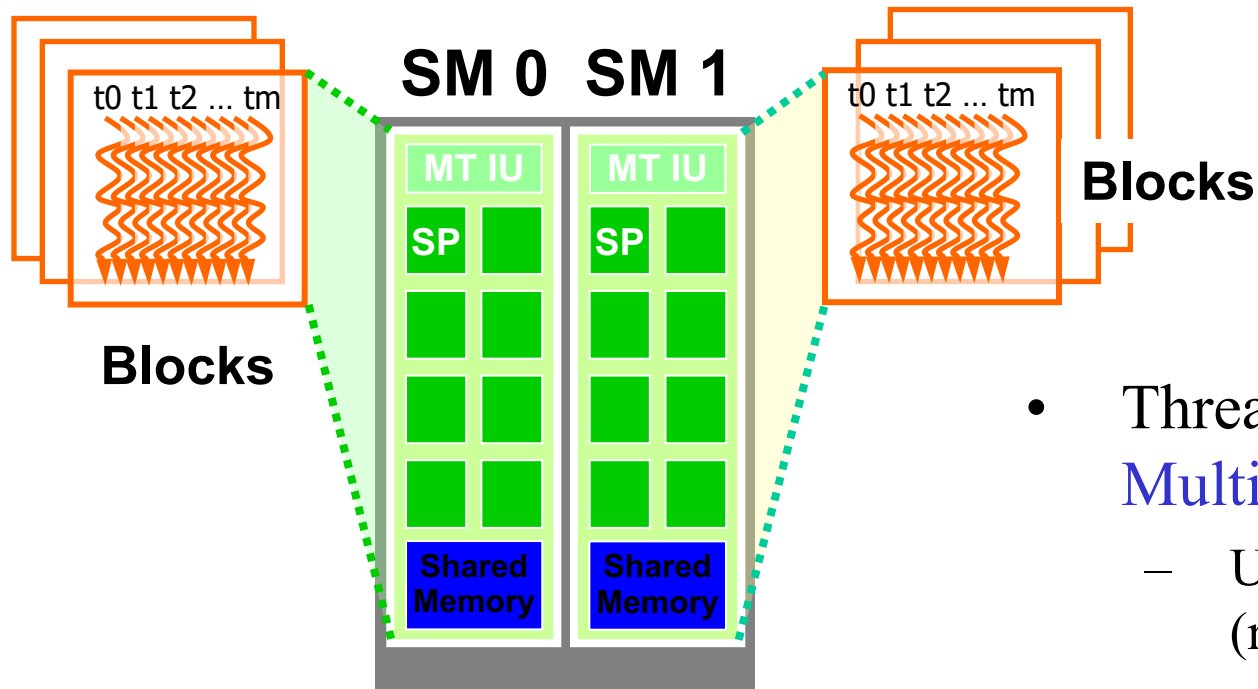 SM 0 SM 1
t0 t1 t2 … tm
t0 t1 t2 … tm
MT IU
MT IU
Blocks
SP
SP
Blocks
•
–
Shared
Memory
Shared
Memory
(